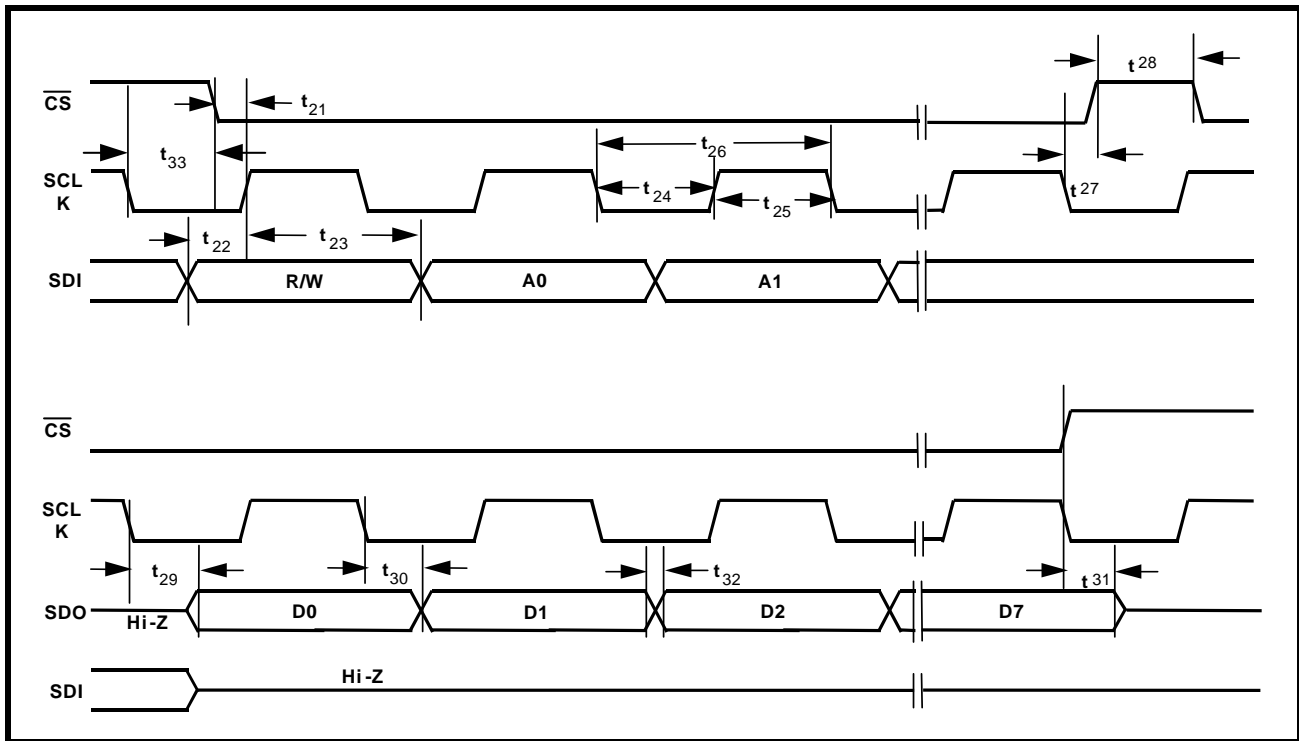 t28
CS
t21
t26
t33
SCL
K
t24
t25
t27
t22
t23
SDI
R/W
A0
A1
CS
SCL
K
t29
t30
t32
t31
SDO
Hi-Z
D0
D1
D2
D7
SDI
Hi-Z